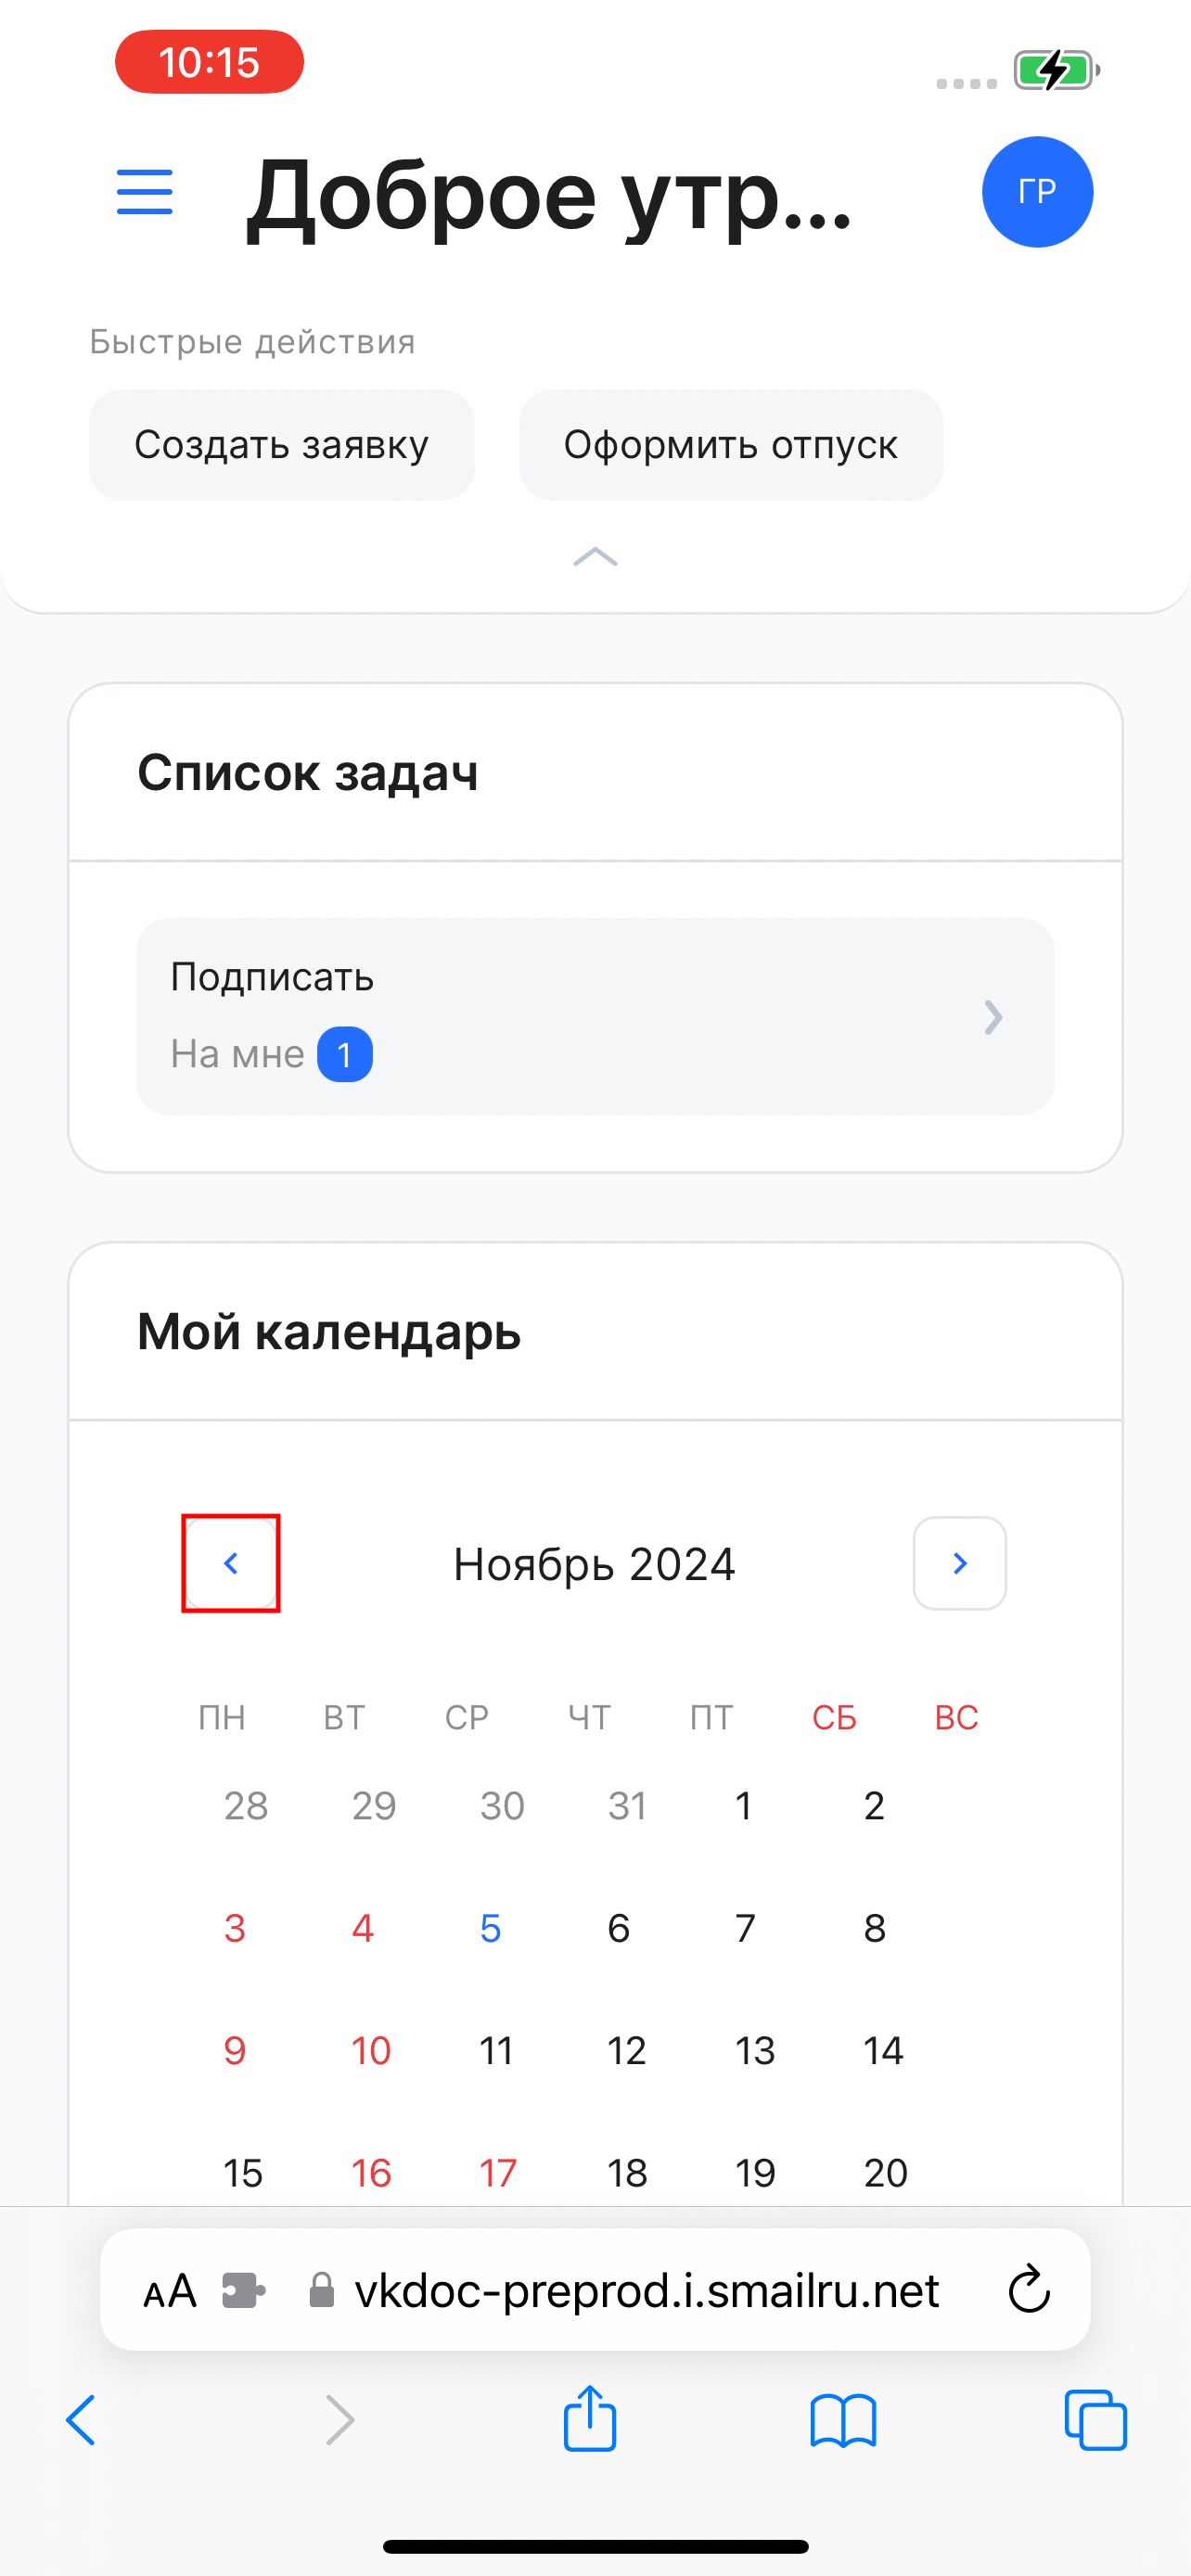 10:15
Доброе утр...
ГР
Быстрые действия
Создать заявку
Оформить отпуск
Список задач
Подписать
На мне 1
Мой календарь
Ноябрь 2024
ПН ВТ СР ЧТ ПТ СБ ВС
28 29 30 31 1 2
3 4 5 6 7 8
9 10 11 12 13 14
15 16 17 18 19 20
AA vkdoc-preprod.i.smailru.net